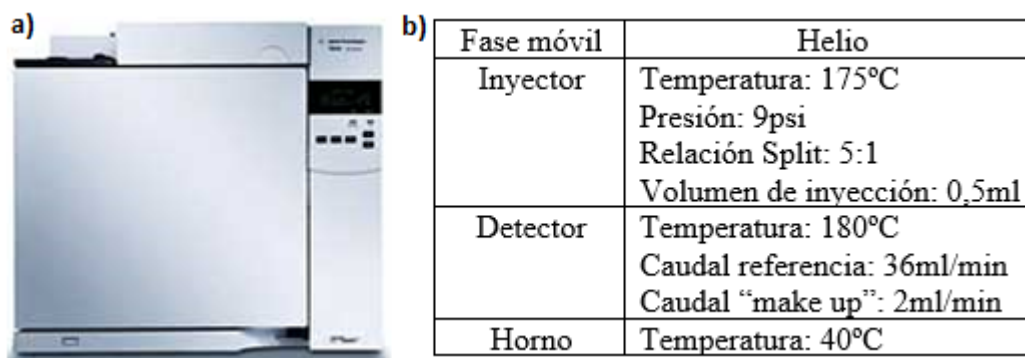 a)
b)
Fase móvil Helio
Inyector Temperatura: 175ºC
Presión: 9psi
Relación Split: 5:1
Volumen de inyección: 0,5ml
Detector Temperatura: 180ºC
Caudal referencia: 36ml/min
Caudal “make up”: 2ml/min
Horno Temperatura: 40ºC